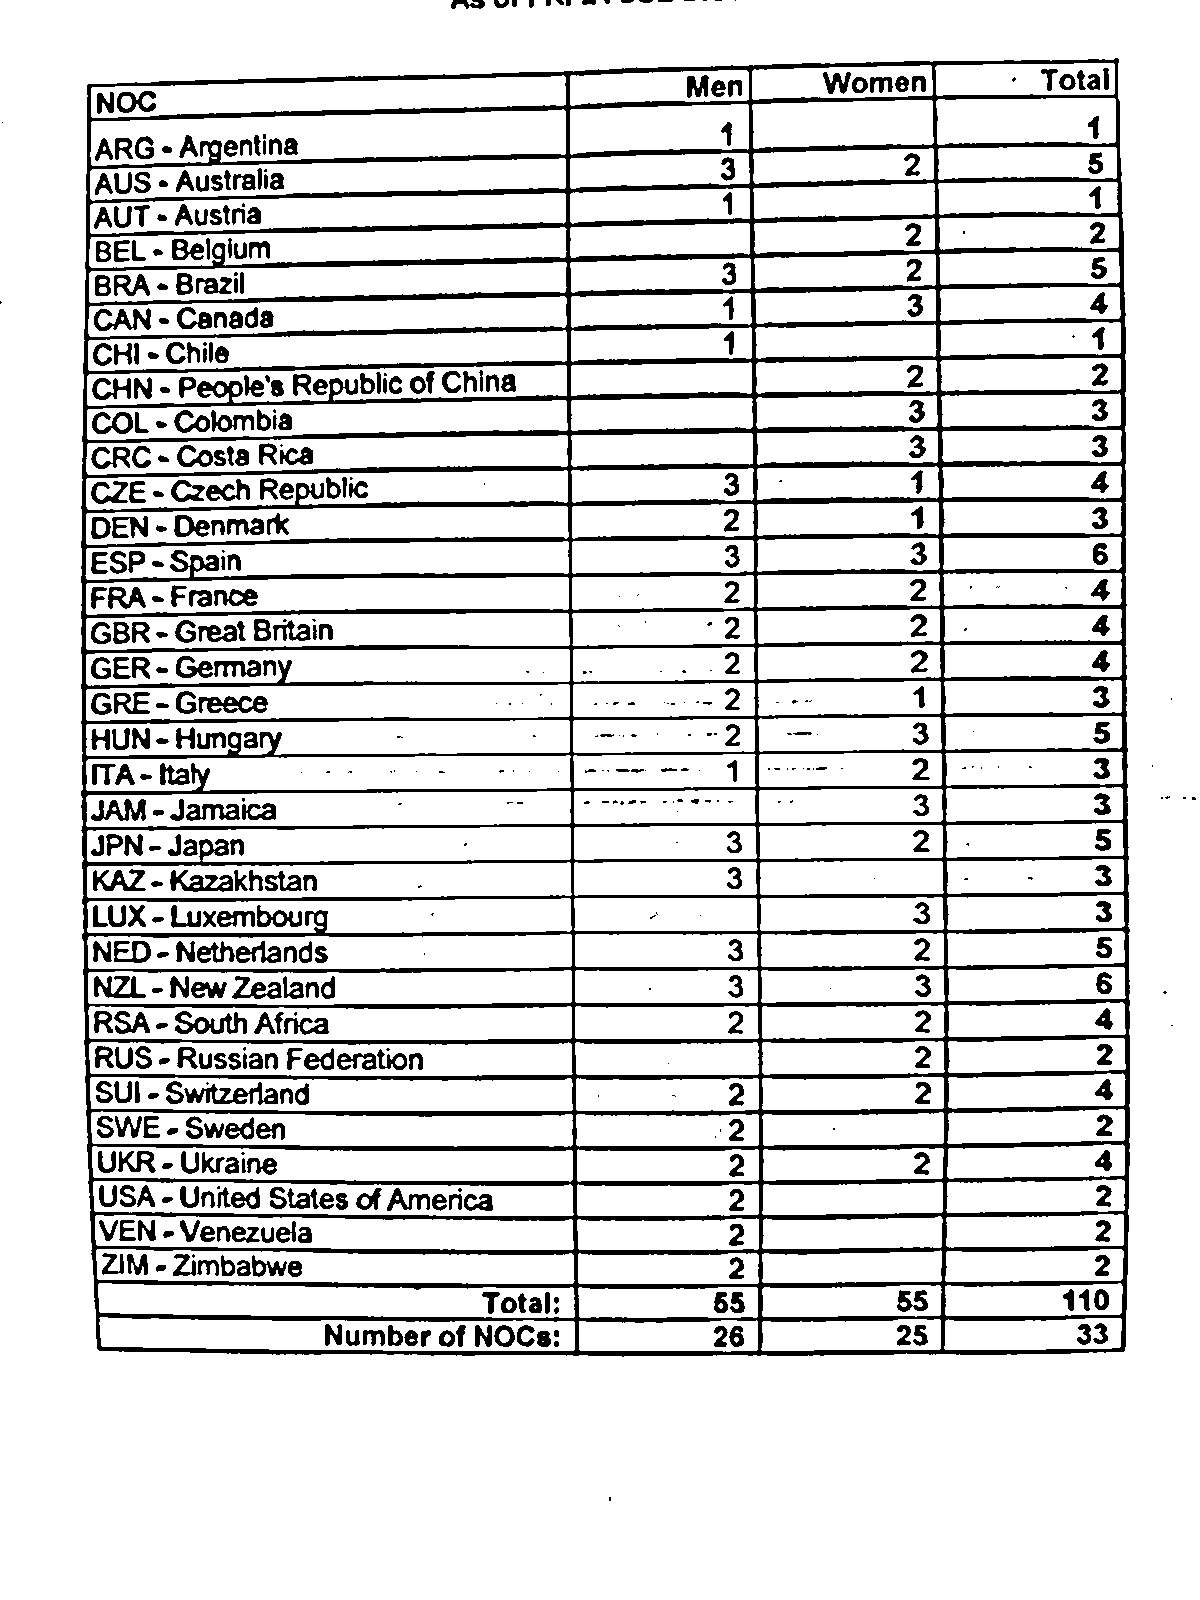 As of FRI
NOC Men Women Total
ARG - Argentina 1 1
AUS - Australia 3 2 5
AUT - Austria 1 1
BEL - Belgium 2 2
BRA - Brazil 3 2 5
CAN - Canada 1 3 4
CHI - Chile 1 1
CHN - People's Republic of China 2 2
COL - Colombia 3 3
CRC - Costa Rica 3 3
CZE - Czech Republic 3 1 4
DEN - Denmark 2 1 3
ESP - Spain 3 3 6
FRA - France 2 2 4
GBR - Great Britain 2 2 4
GER - Germany 2 2 4
GRE - Greece 2 1 3
HUN - Hungary 2 3 5
ITA - Italy 1 2 3
JAM - Jamaica 3 3
JPN - Japan 3 2 5
KAZ - Kazakhstan 3 3
LUX - Luxembourg 3 3
NED - Netherlands 3 2 5
NZL - New Zealand 3 3 6
RSA - South Africa 2 2 4
RUS - Russian Federation 2 2
SUI - Switzerland 2 2 4
SWE - Sweden 2 2
UKR - Ukraine 2 2 4
USA - United States of America 2 2
VEN - Venezuela 2 2
ZIM - Zimbabwe 2 2
Total: 55 55 110
Number of NOCs: 26 25 33